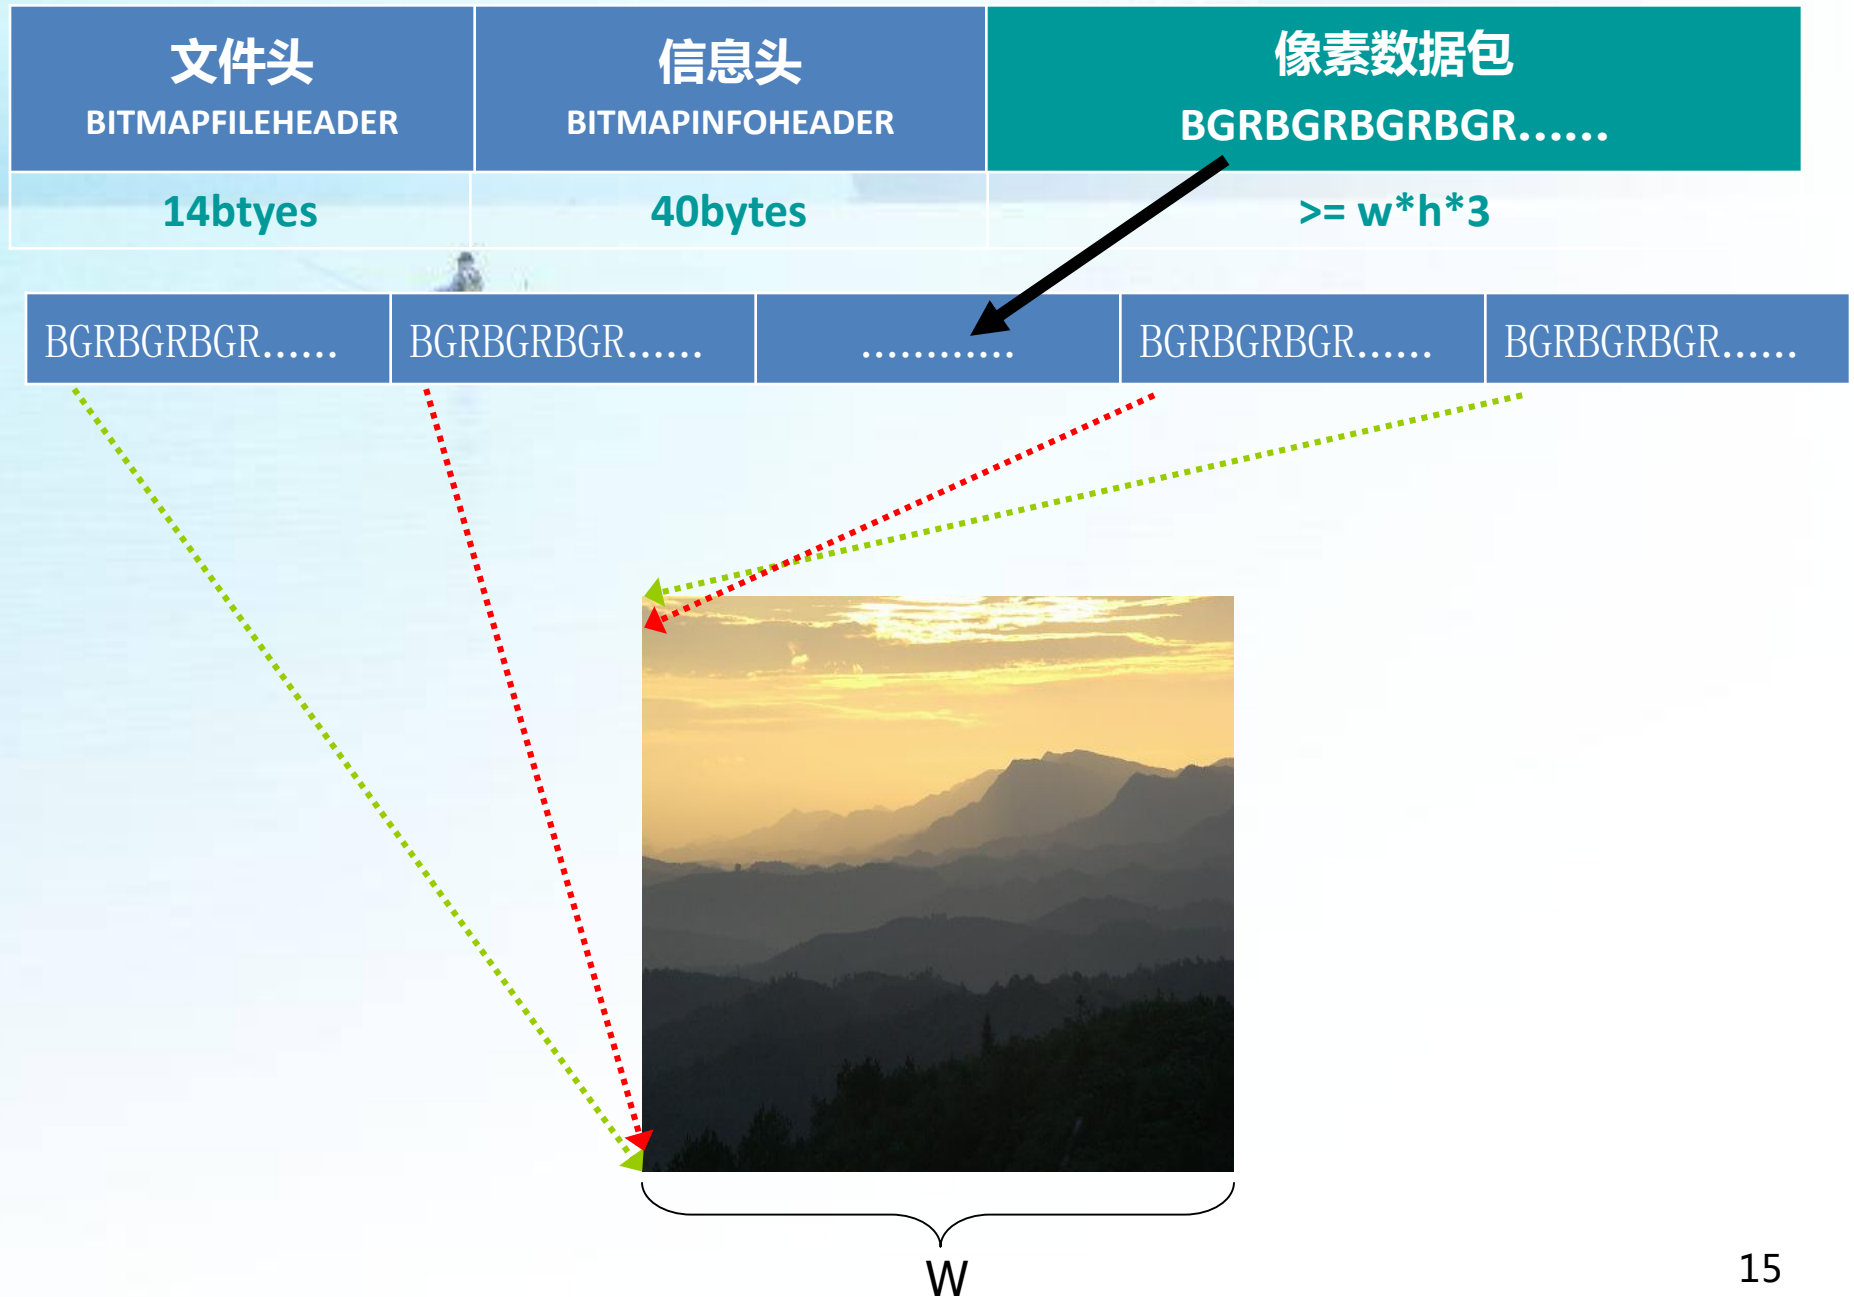 文件头
BITMAPFILEHEADER
信息头
BITMAPINFOHEADER
像素数据包
BGRBGRBGRBGR......
14btyes
40bytes
>= w*h*3
BGRBGRBGR......
BGRBGRBGR......
............
BGRBGRBGR......
BGRBGRBGR......
W
15